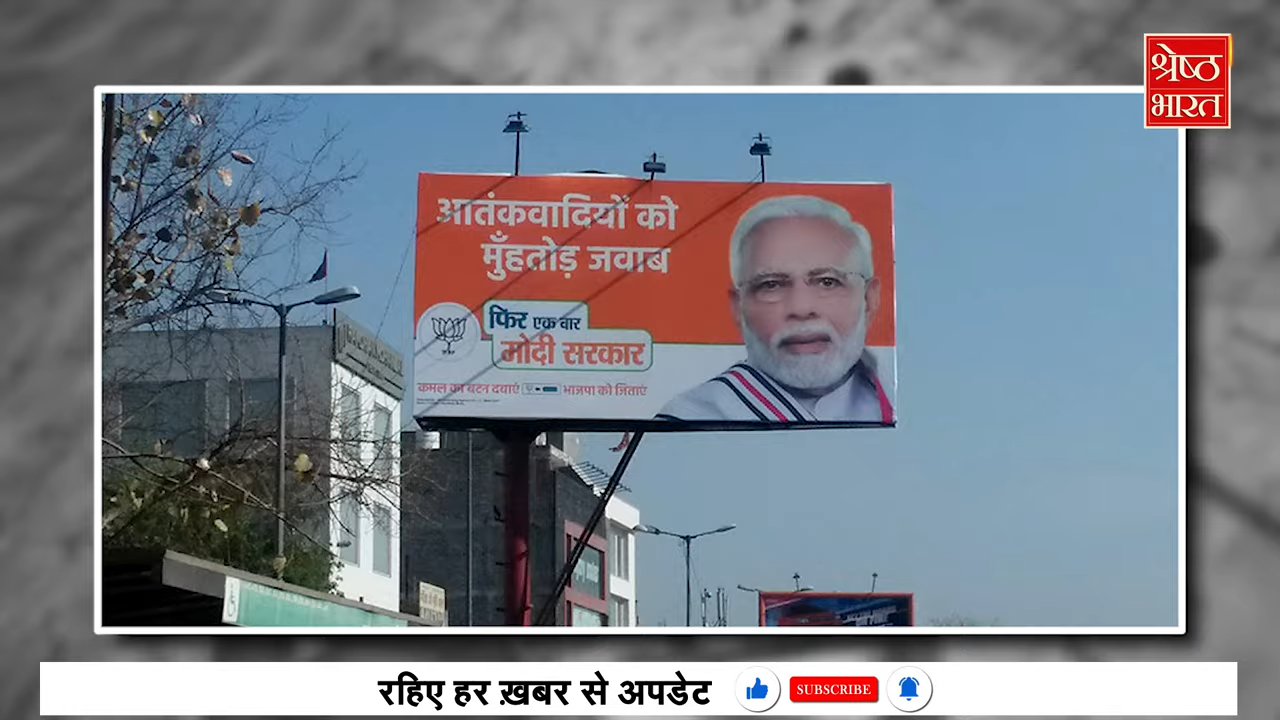 श्रेष्ठ
भारत
आतंकवादियों को
मुँहतोड़ जवाब
फिर एक बार
मोदी सरकार
कमल का बटन दबाएं भाजपा को जिताएं
रहिए हर ख़बर से अपडेट
SUBSCRIBE